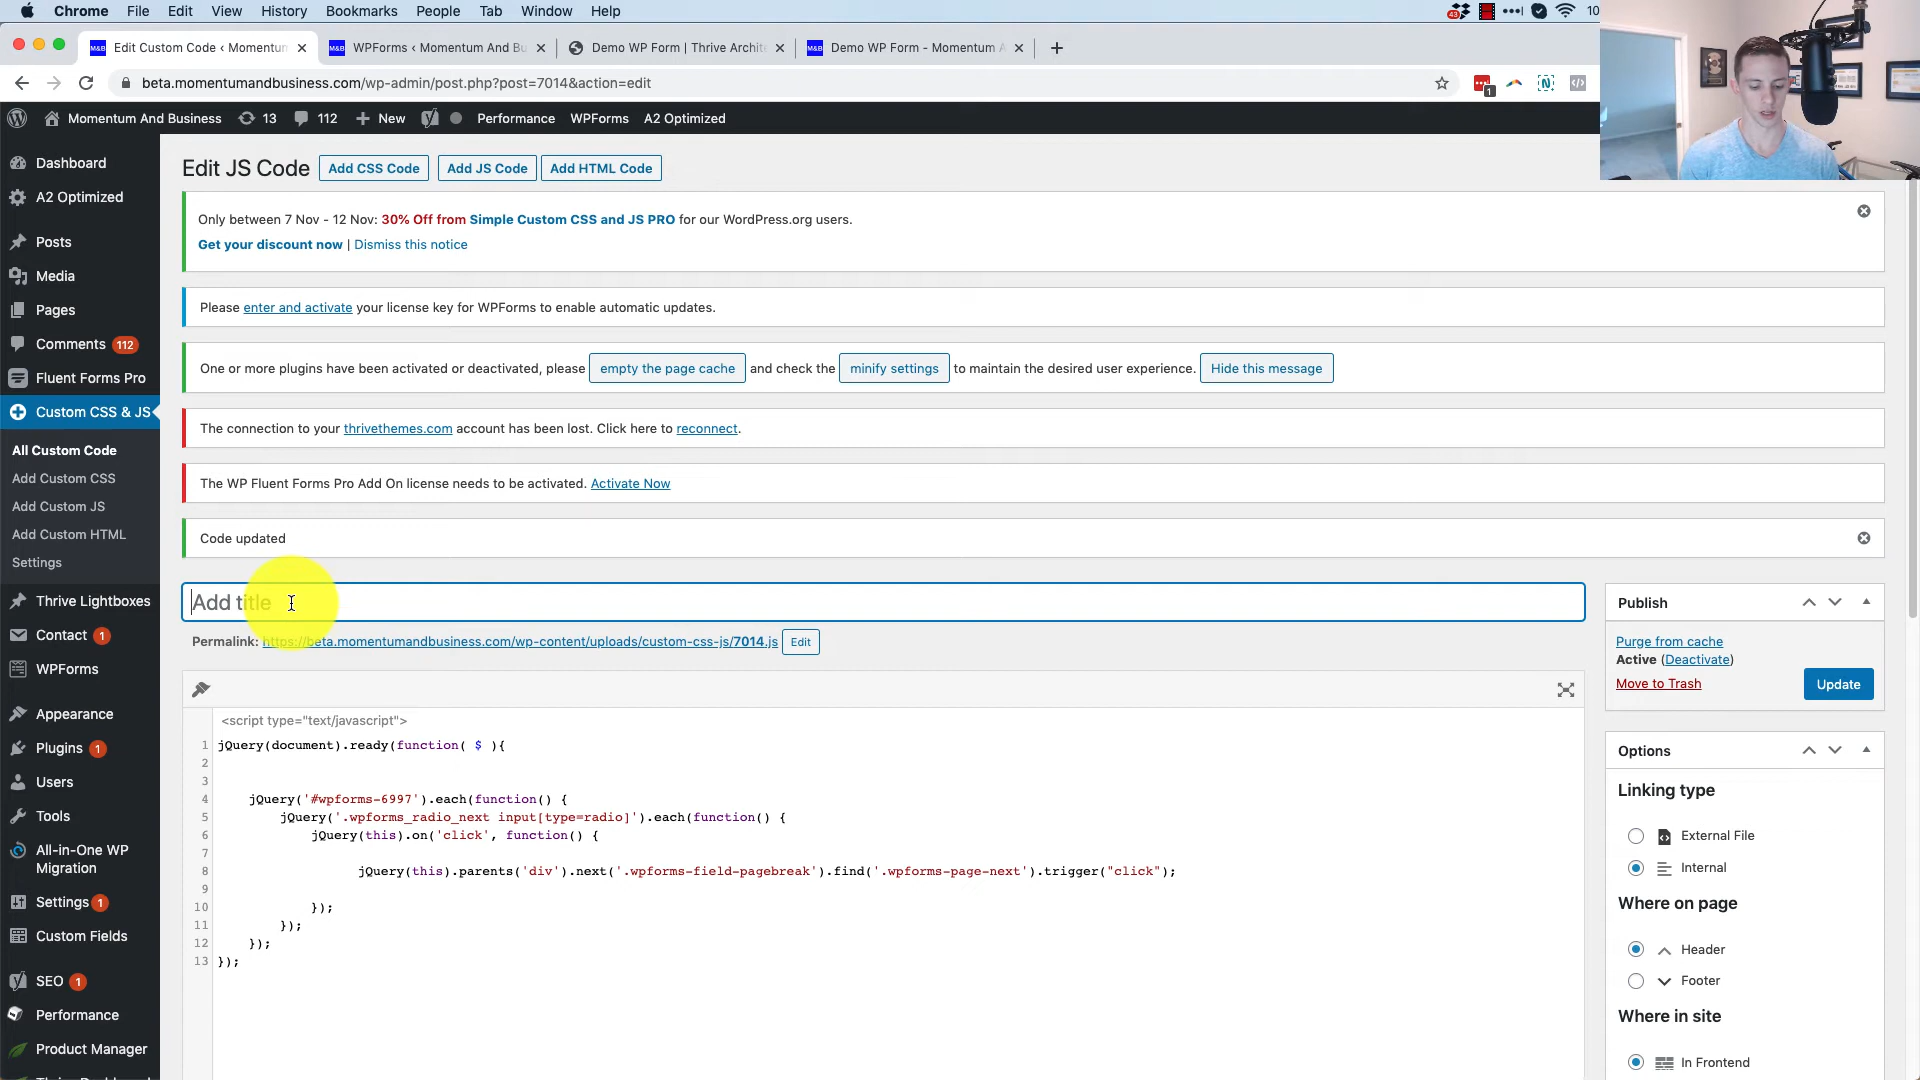 Chrome File Edit View History Bookmarks People Tab Window Help 43 10
Edit Custom Code ‹ Momentum WPForms ‹ Momentum And Bu Demo WP Form | Thrive Archite Demo WP Form - Momentum A
beta.momentumandbusiness.com/wp-admin/post.php?post=7014&action=edit 1
Momentum And Business 13 112 New Performance WPForms A2 Optimized
Dashboard
A2 Optimized
Posts
Media
Pages
Comments 112
Fluent Forms Pro
Custom CSS & JS
All Custom Code
Add Custom CSS
Add Custom JS
Add Custom HTML
Settings
Thrive Lightboxes
Contact 1
WPForms
Appearance
Plugins 1
Users
Tools
All-in-One WP
Migration
Settings 1
Custom Fields
SEO 1
Performance
Product Manager
Edit JS Code Add CSS Code Add JS Code Add HTML Code
Only between 7 Nov - 12 Nov: 30% Off from Simple Custom CSS and JS PRO for our WordPress.org users.
Get your discount now | Dismiss this notice
Please enter and activate your license key for WPForms to enable automatic updates.
One or more plugins have been activated or deactivated, please empty the page cache and check the minify settings to maintain the desired user experience. Hide this message
The connection to your thrivethemes.com account has been lost. Click here to reconnect.
The WP Fluent Forms Pro Add On license needs to be activated. Activate Now
Code updated
Add title
Permalink: https://beta.momentumandbusiness.com/wp-content/uploads/custom-css-js/7014.js Edit
<script type="text/javascript">
1 jQuery(document).ready(function( $ ){
2
3
4 jQuery('#wpforms-6997').each(function() {
5 jQuery('.wpforms_radio_next input[type=radio]').each(function() {
6 jQuery(this).on('click', function() {
7
8 jQuery(this).parents('div').next('.wpforms-field-pagebreak').find('.wpforms-page-next').trigger("click");
9
10 });
11 });
12 });
13 });
Publish
Purge from cache
Active (Deactivate)
Move to Trash Update
Options
Linking type
External File
Internal
Where on page
Header
Footer
Where in site
In Frontend